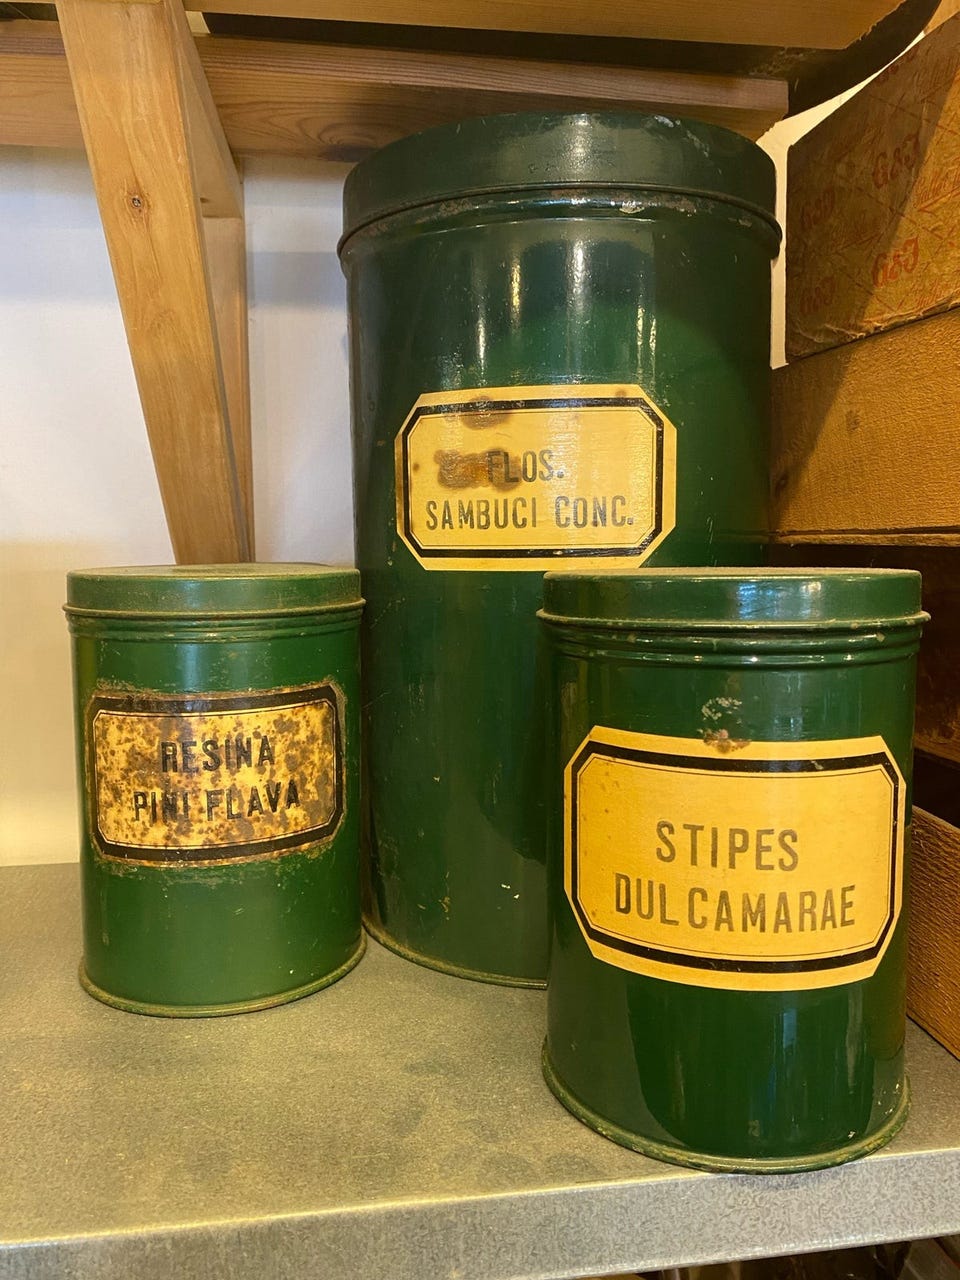 FLOS.
SAMBUCI CONC.
RESINA
PINI FLAVA
STIPES
DULCAMARAE
G&J
G&J
G&J
G&J